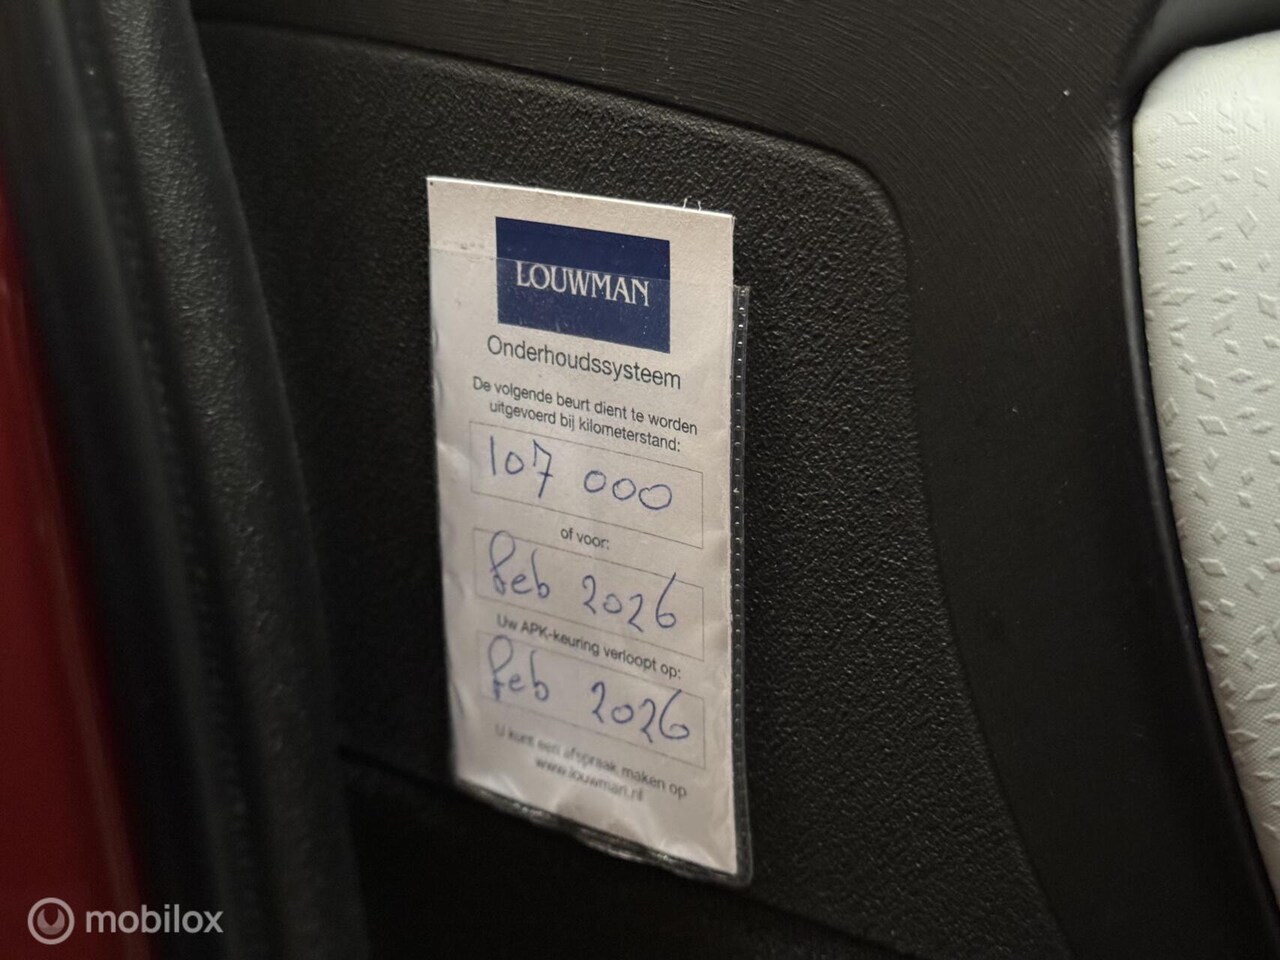 LOUWMAN
Onderhoudssysteem
De volgende beurt dient te worden
uitgevoerd bij kilometerstand:
107 000
of voor:
feb 2026
Uw APK-keuring verloopt op:
feb 2026
U kunt een afspraak maken op
www.louwman.nl
mobilox